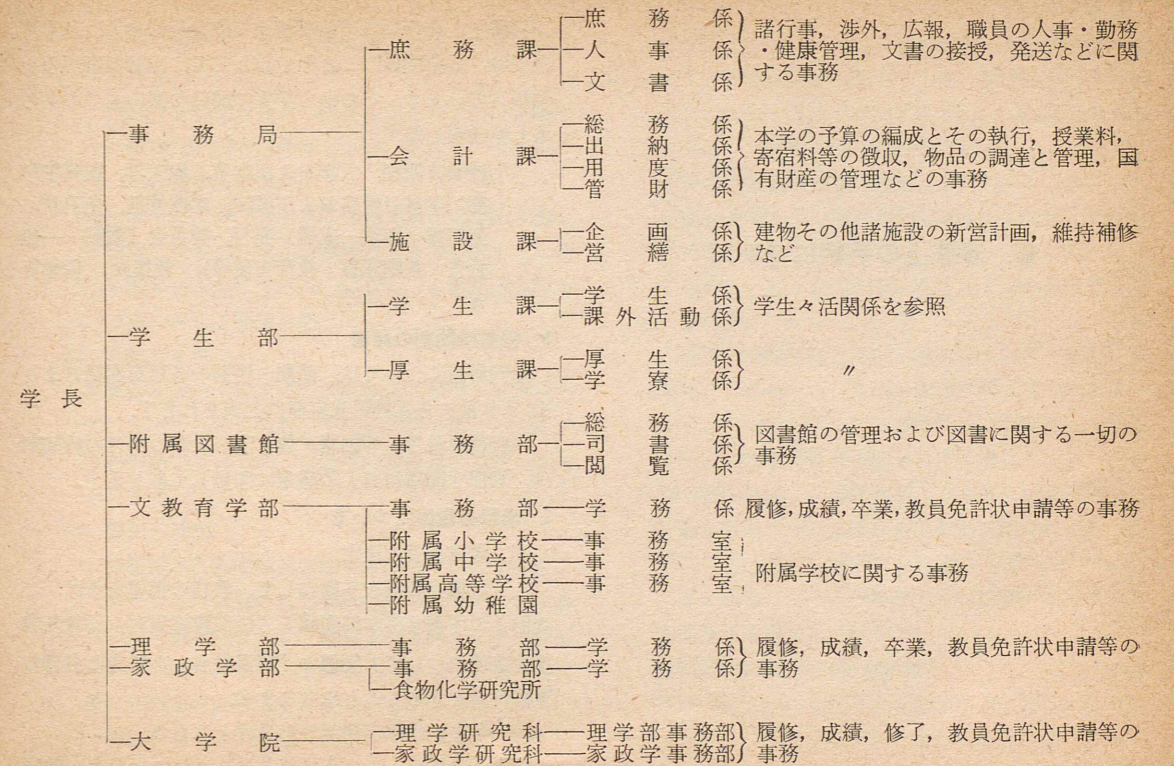 庶務係
諸行事，渉外，広報，職員の人事・勤務
庶務課
人事係
・健康管理，文書の接授，発送などに関
文書係
する事務
事務局
総務係
本学の予算の編成とその執行，授業料，
出納係
会計課
寄宿料等の徴収，物品の調達と管理，国
用度係
有財産の管理などの事務
管財係
施設課
企画係
建物その他諸施設の新営計画，維持補修
営繕係
など
学生部
学生課
学生係
課外活動係
学生々活関係を参照
厚生課
厚生係
学寮係
〃
学長
附属図書館
事務部
総務係
司書係
図書館の管理および図書に関する一切の
閲覧係
事務
文教育学部
事務部
学務係
履修，成績，卒業，教員免許状申請等の事務
附属小学校
事務室
附属中学校
事務室
附属学校に関する事務
附属高等学校
事務室
附属幼稚園
理学部
事務部
学務係
履修，成績，卒業，教員免許状申請等の
家政学部
事務部
学務係
事務
食物化学研究所
大学院
理学研究科
理学部事務部
履修，成績，修了，教員免許状申請等の
家政学研究科
家政学事務部
事務